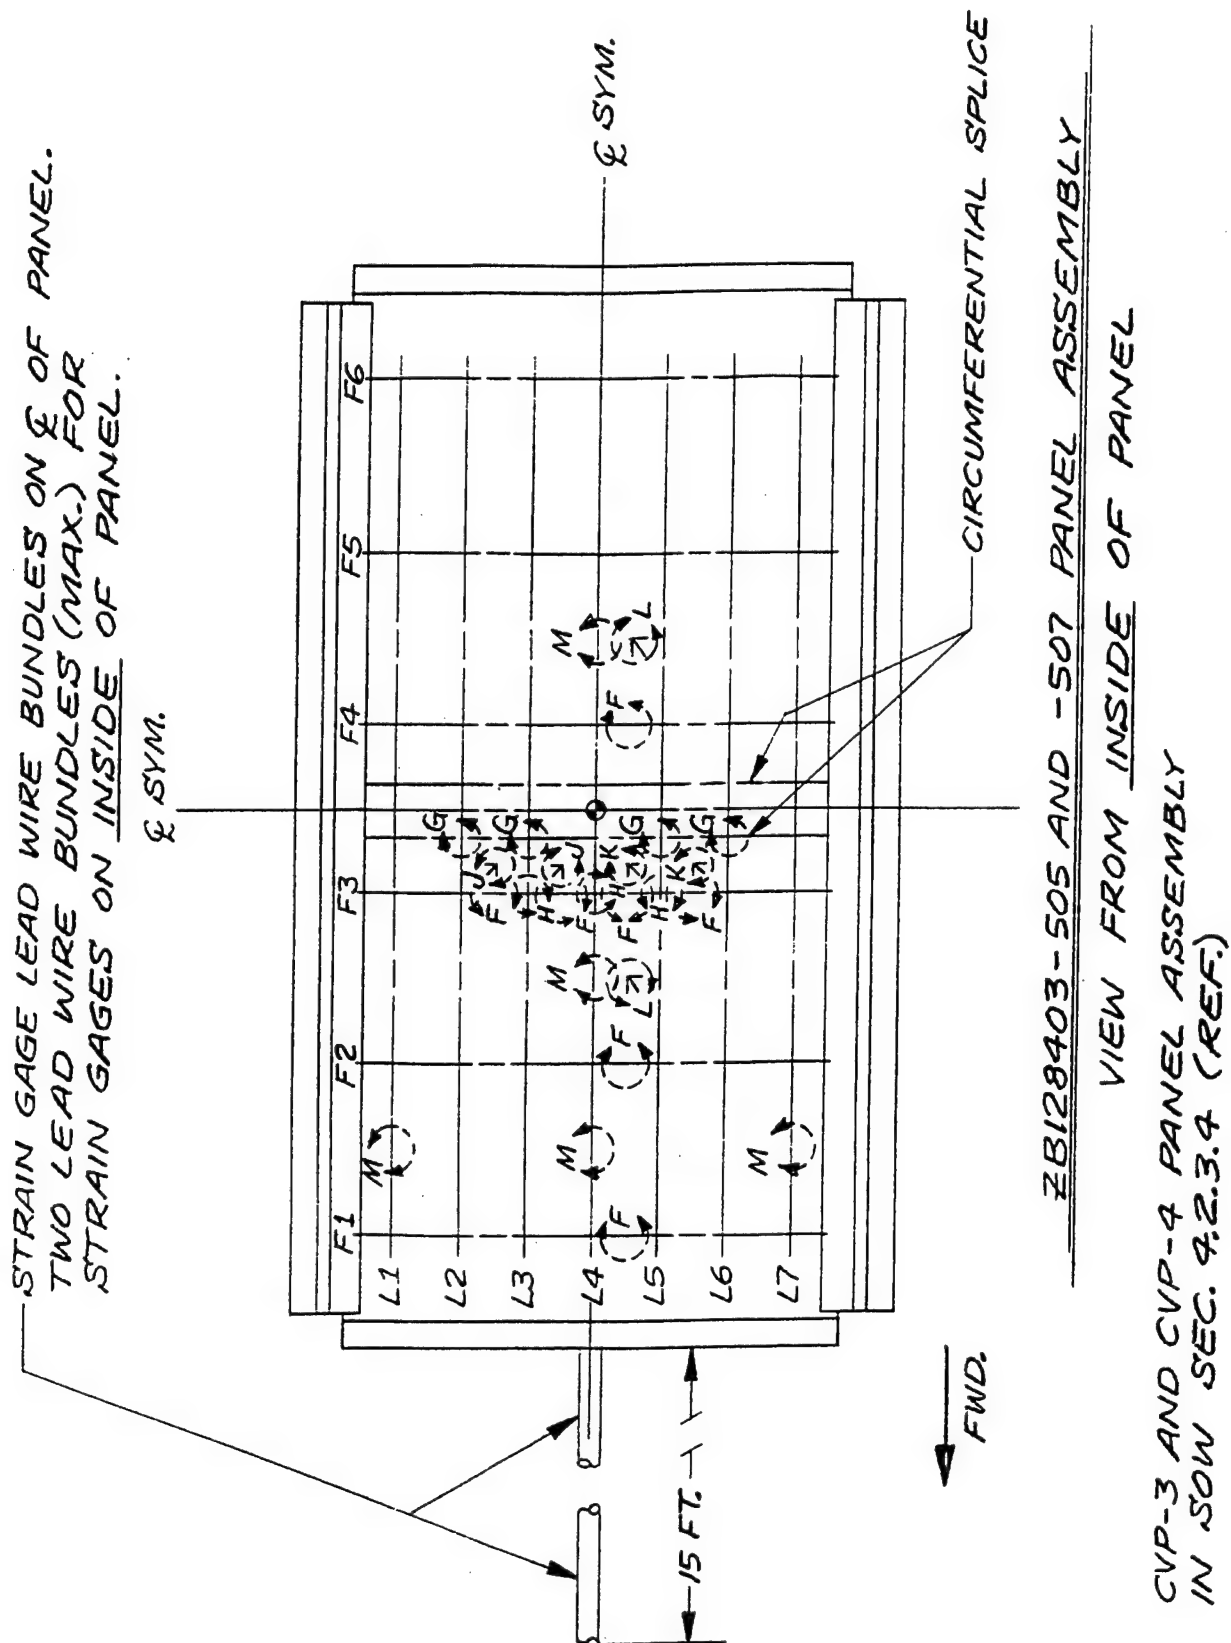 STRAIN GAGE LEAD WIRE BUNDLES ON ℄ OF PANEL.
TWO LEAD WIRE BUNDLES (MAX.) FOR
STRAIN GAGES ON INSIDE OF PANEL.
℄ SYM.
℄ SYM.
F1 F2 F3 F4 F5 F6
L1
L2
L3
L4
L5
L6
L7
M
M
M
F
F
M
L
F
H
F
F
H
H
F
J
J
K
K
G
G
G
G
F
M
L
15 FT.
FWD.
CIRCUMFERENTIAL SPLICE
ZB128403-505 AND -507 PANEL ASSEMBLY
VIEW FROM INSIDE OF PANEL
CVP-3 AND CVP-4 PANEL ASSEMBLY
IN SOW SEC. 4.2.3.4 (REF.)